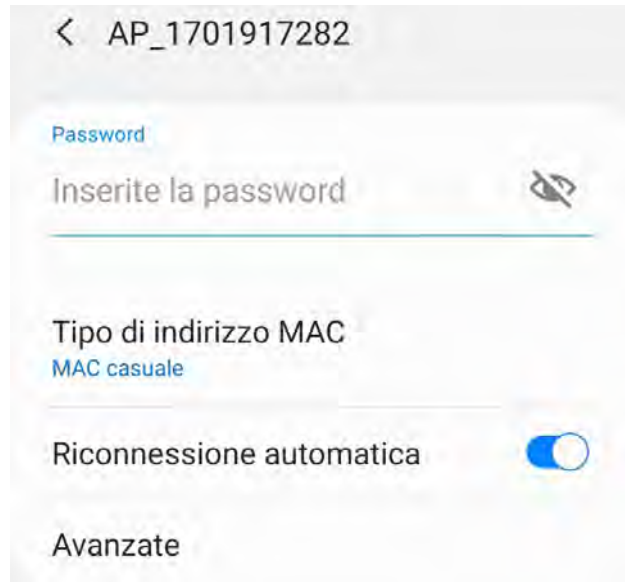 AP_1701917282
Password
Inserite la password
Tipo di indirizzo MAC
MAC casuale
Riconnessione automatica
Avanzate